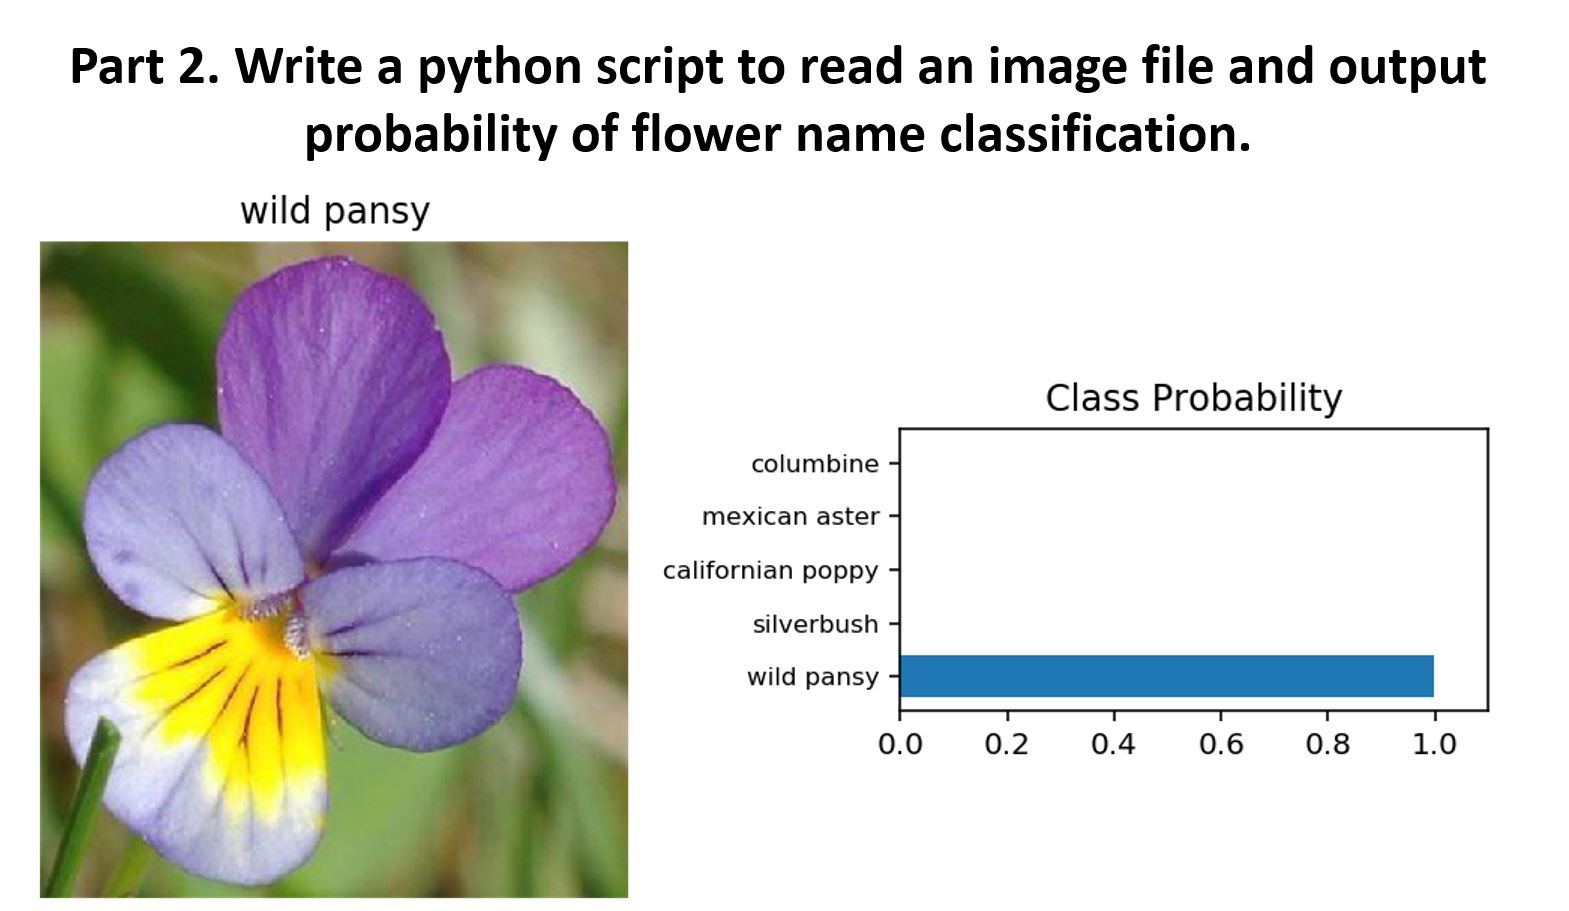 Part 2. Write a python script to read an image file and output
probability of flower name classification.
wild pansy
Class Probability
columbine
mexican aster
californian poppy
silverbush
wild pansy
0.0 0.2 0.4 0.6 0.8 1.0